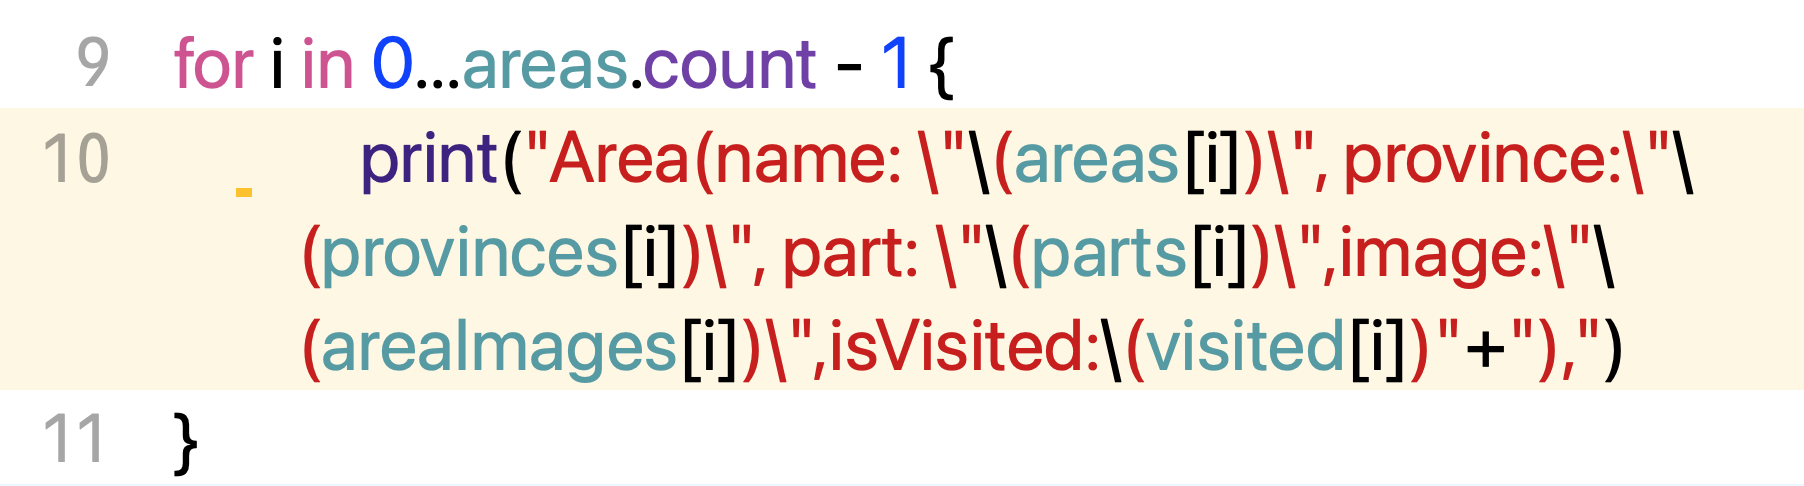 9 for i in 0...areas.count - 1 {
10 print("Area(name: \"\(areas[i])\", province:\"\
(provinces[i])\", part: \"\(parts[i])\",image:\"\
(areaImages[i])\",isVisited:\(visited[i])"+"),")
11 }